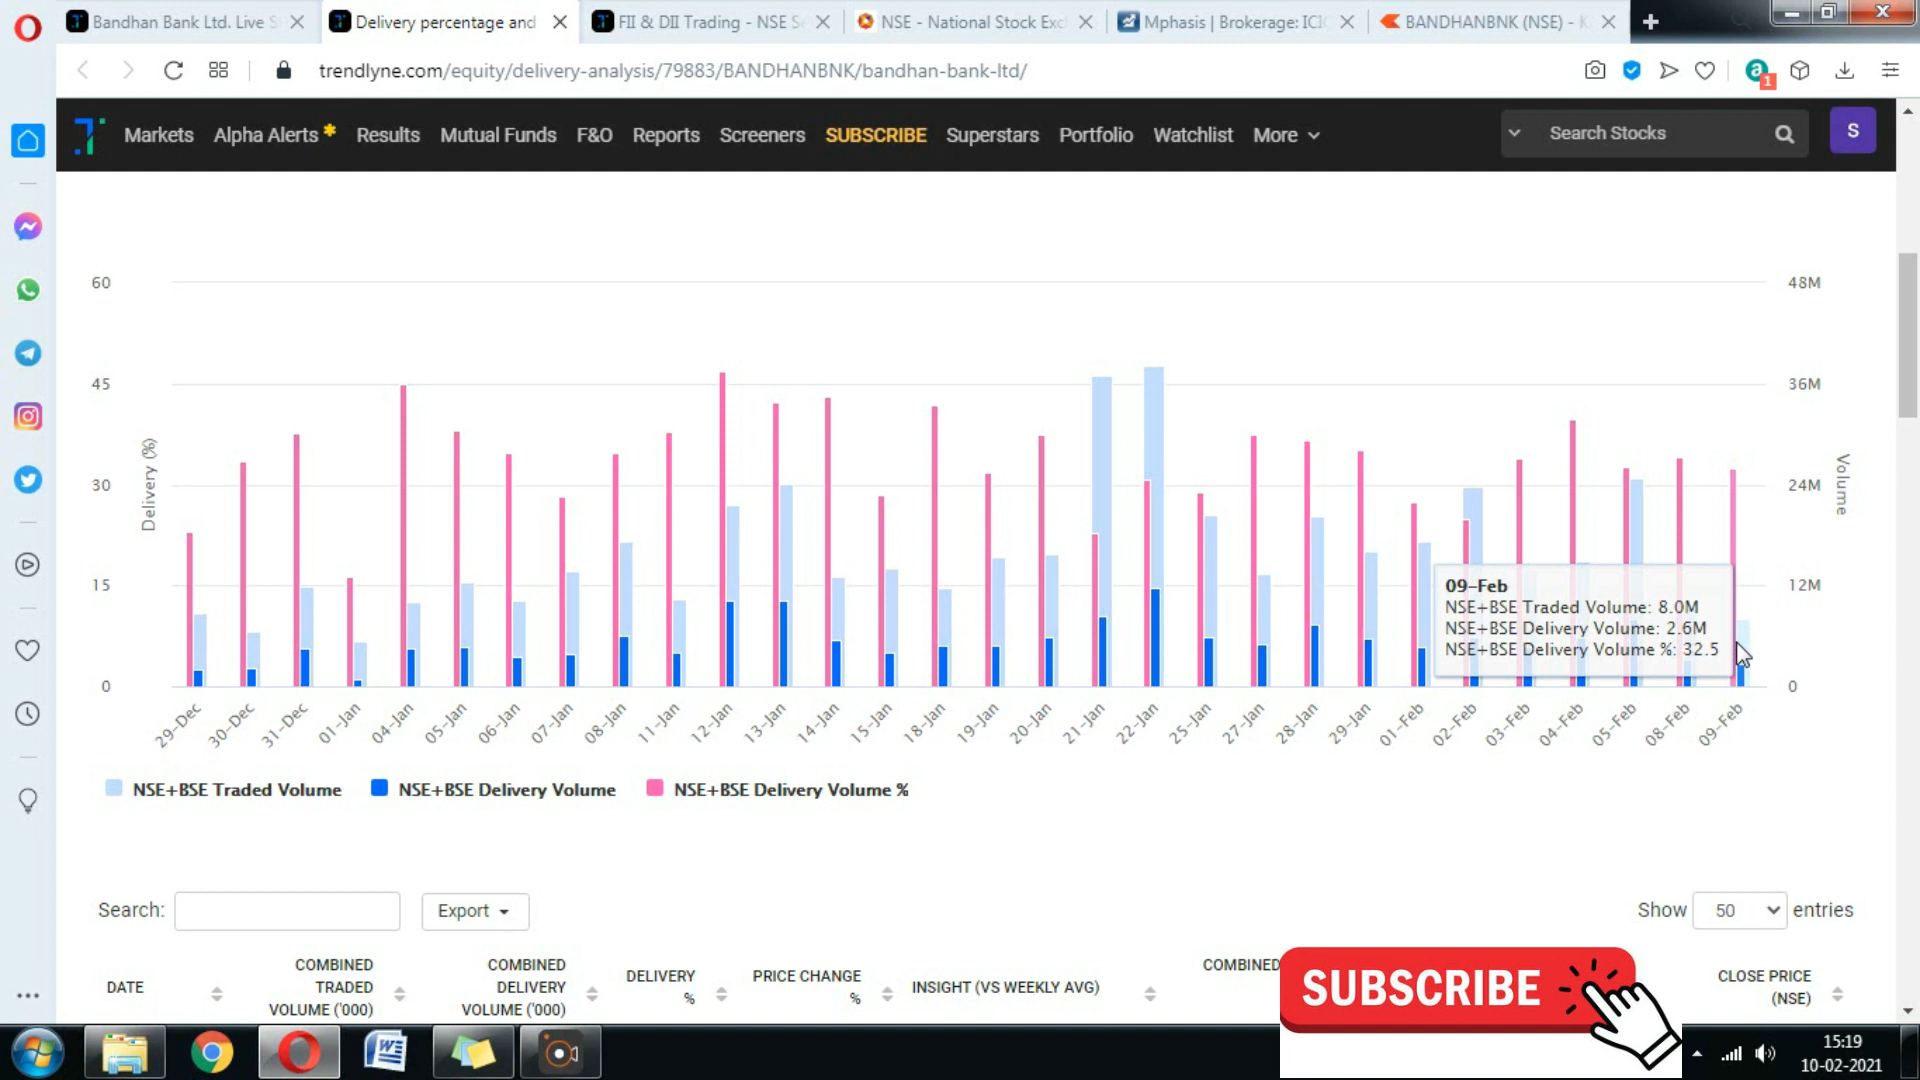 Bandhan Bank Ltd. Live S
Delivery percentage and
FII & DII Trading - NSE Se
NSE - National Stock Exc
Mphasis | Brokerage: ICIC
BANDHANBNK (NSE) - K
trendlyne.com/equity/delivery-analysis/79883/BANDHANBNK/bandhan-bank-ltd/
a
1
Markets
Alpha Alerts
Results
Mutual Funds
F&O
Reports
Screeners
SUBSCRIBE
Superstars
Portfolio
Watchlist
More
Search Stocks
S
60
45
30
15
0
Delivery (%)
48M
36M
24M
12M
0
Volume
09-Feb
NSE+BSE Traded Volume: 8.0M
NSE+BSE Delivery Volume: 2.6M
NSE+BSE Delivery Volume %: 32.5
29-Dec
30-Dec
31-Dec
01-Jan
04-Jan
05-Jan
06-Jan
07-Jan
08-Jan
11-Jan
12-Jan
13-Jan
14-Jan
15-Jan
18-Jan
19-Jan
20-Jan
21-Jan
22-Jan
25-Jan
27-Jan
28-Jan
29-Jan
01-Feb
02-Feb
03-Feb
04-Feb
05-Feb
08-Feb
09-Feb
NSE+BSE Traded Volume
NSE+BSE Delivery Volume
NSE+BSE Delivery Volume %
Search:
Export
Show 50 entries
DATE
COMBINED
TRADED
VOLUME ('000)
COMBINED
DELIVERY
VOLUME ('000)
DELIVERY
%
PRICE CHANGE
%
INSIGHT (VS WEEKLY AVG)
COMBINED
CLOSE PRICE
(NSE)
SUBSCRIBE
15:19
10-02-2021